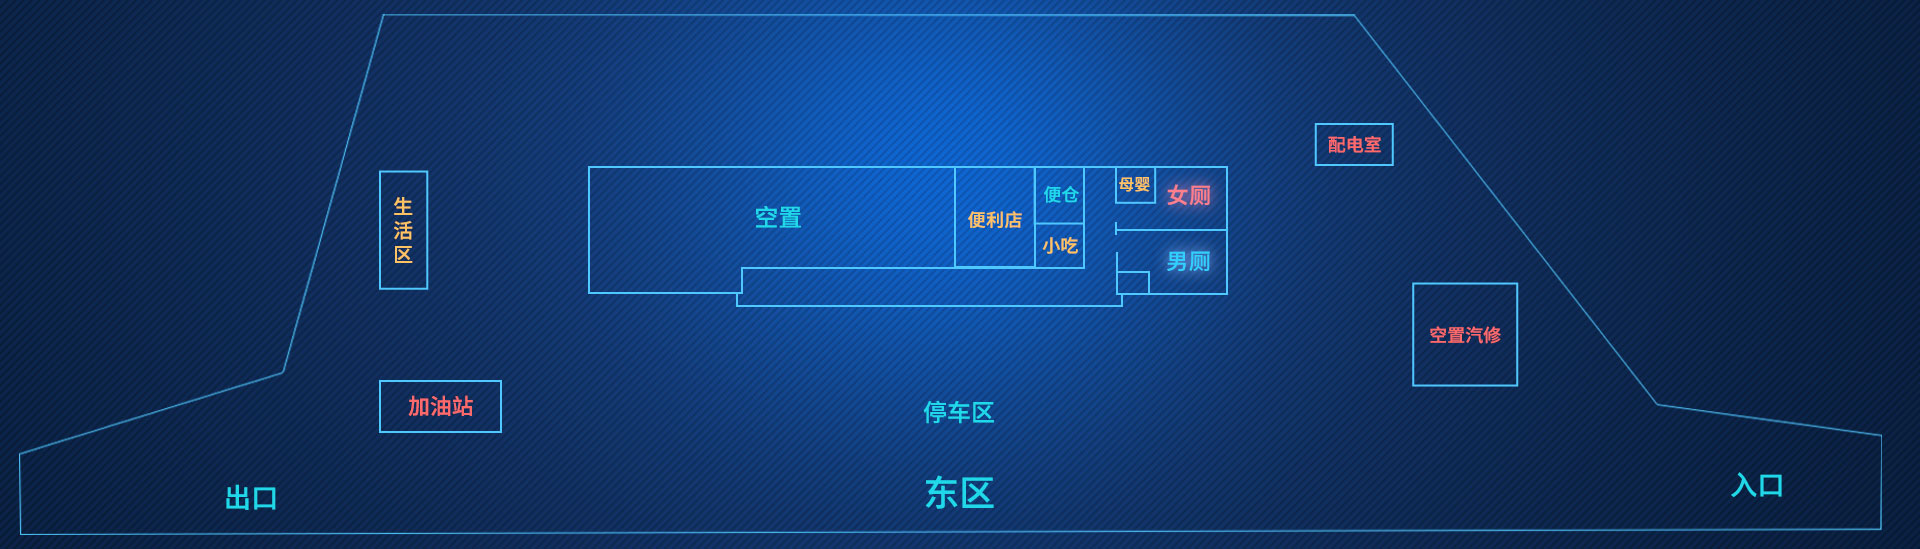 配电室
母婴
女厕
便仓
生活区
空置
便利店
小吃
男厕
空置汽修
加油站
停车区
入口
东区
出口